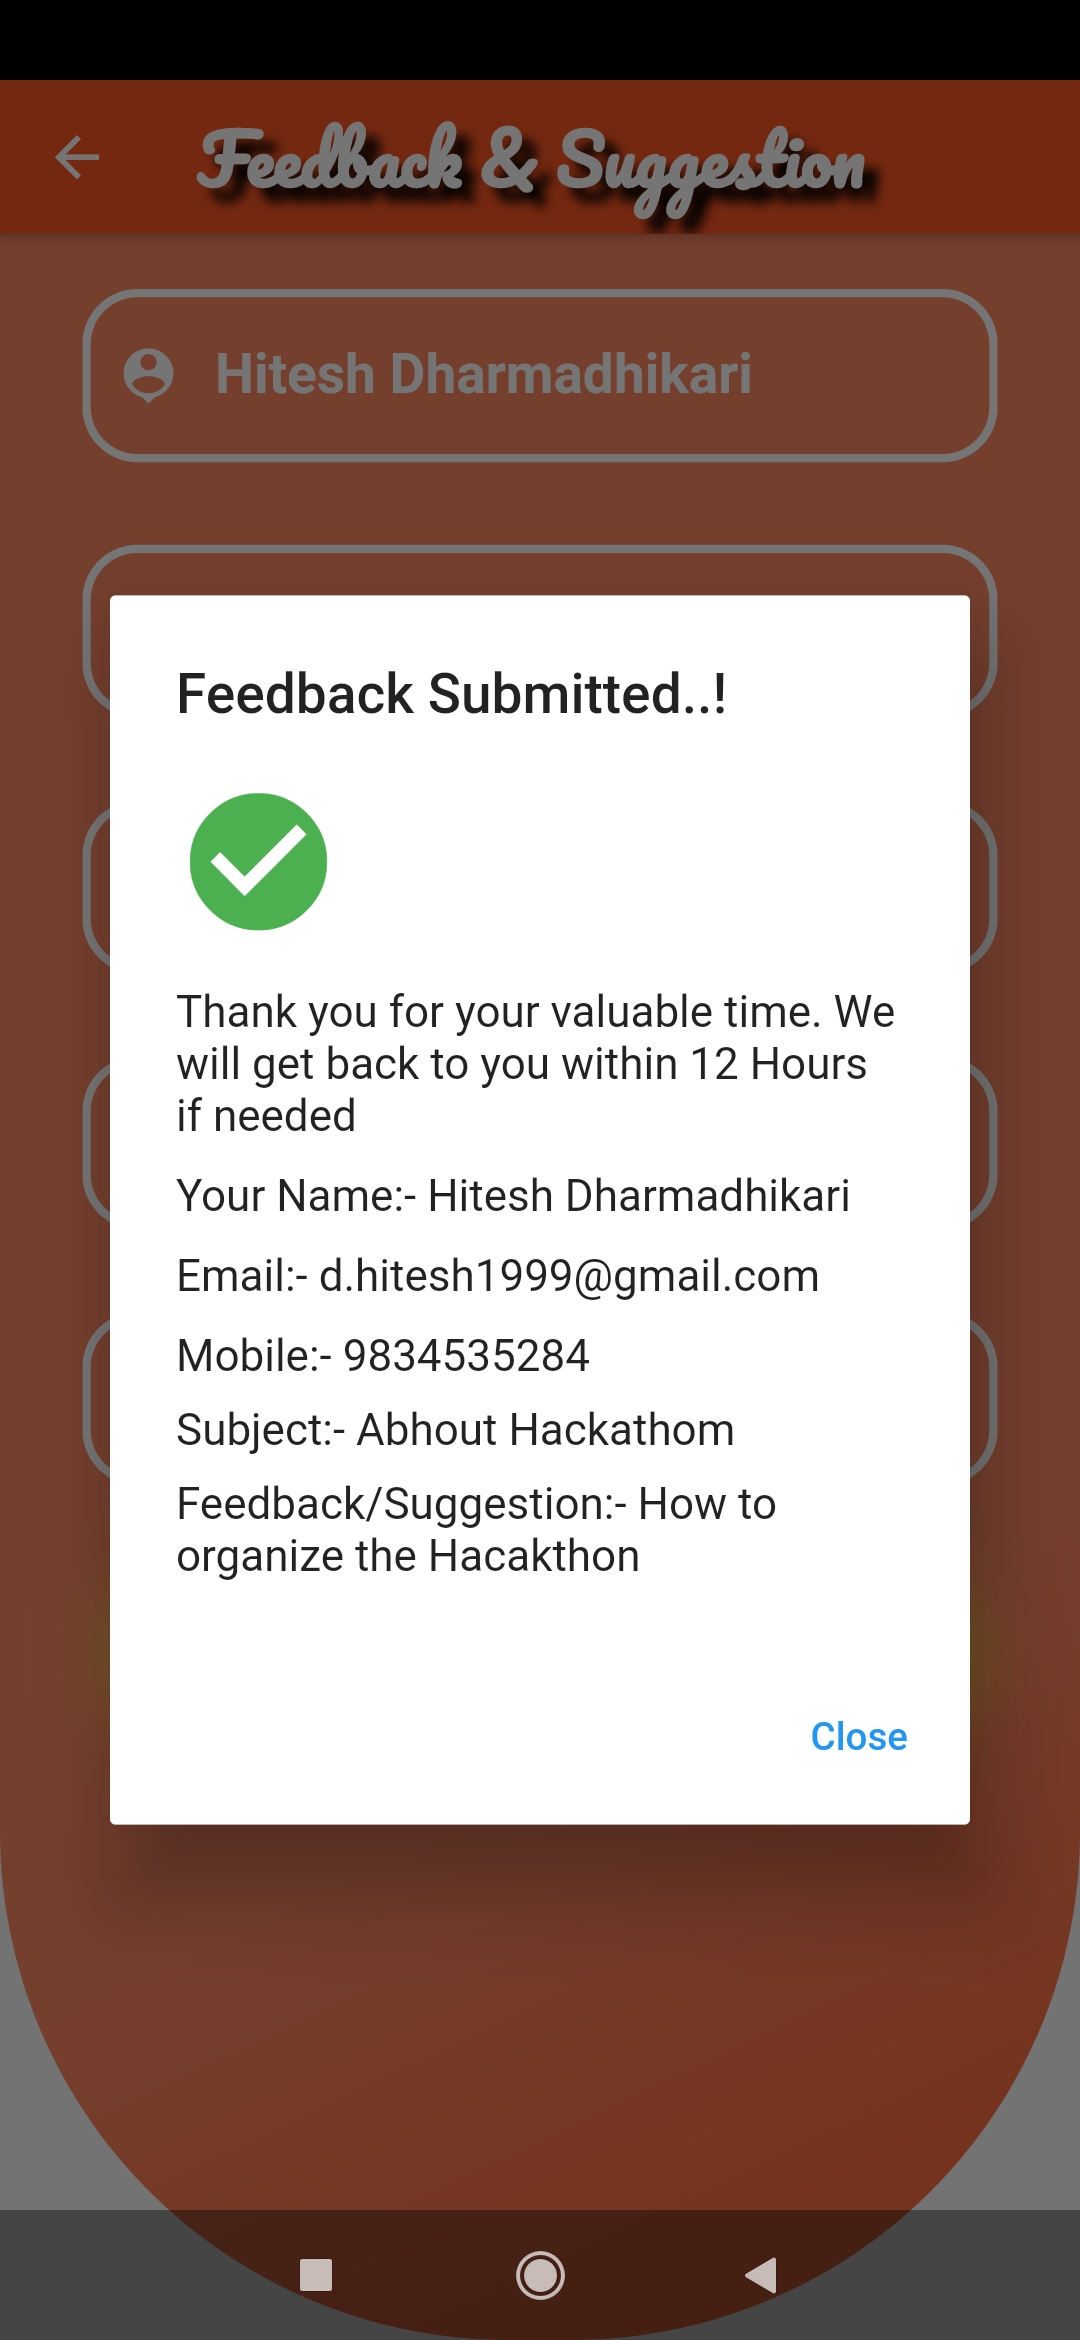 Feedback & Suggestion
Hitesh Dharmadhikari
Feedback Submitted..!
Thank you for your valuable time. We
will get back to you within 12 Hours
if needed
Your Name:- Hitesh Dharmadhikari
Email:- d.hitesh1999@gmail.com
Mobile:- 9834535284
Subject:- Abhout Hackathom
Feedback/Suggestion:- How to
organize the Hacakthon
Close